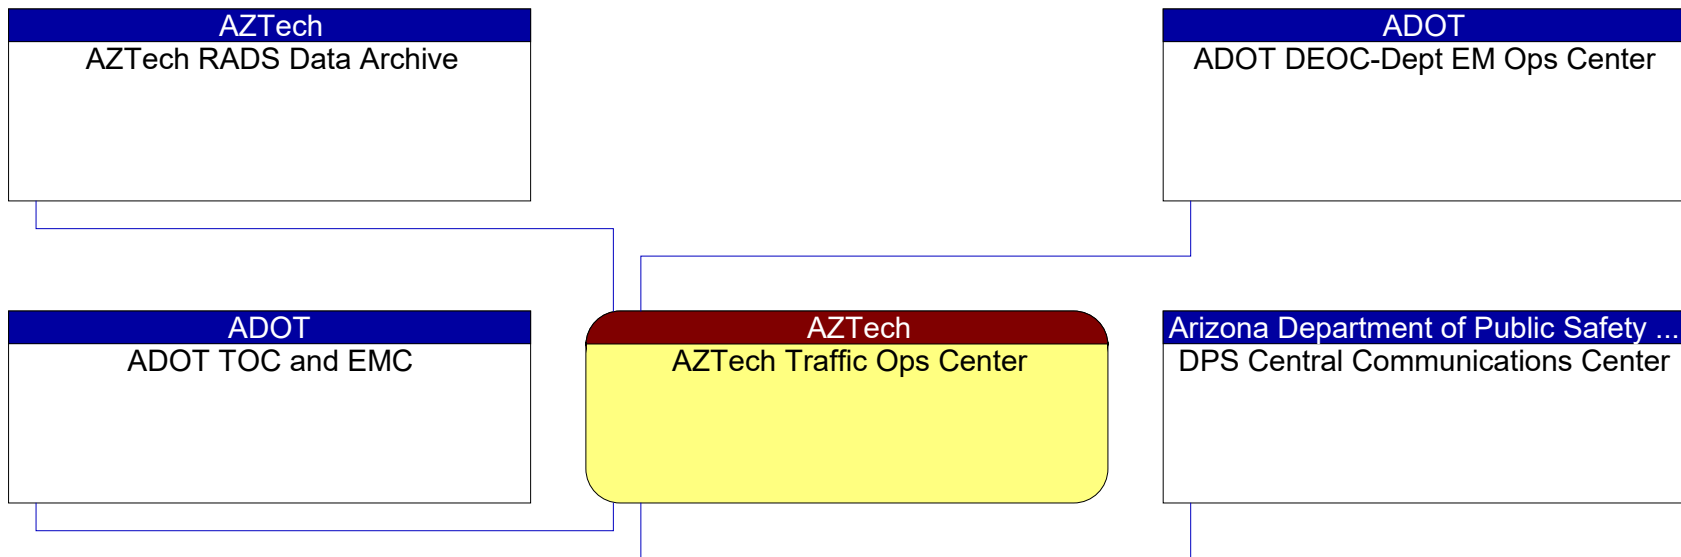 AZTech
AZTech RADS Data Archive
ADOT
ADOT DEOC-Dept EM Ops Center
ADOT
ADOT TOC and EMC
AZTech
AZTech Traffic Ops Center
Arizona Department of Public Safety ...
DPS Central Communications Center